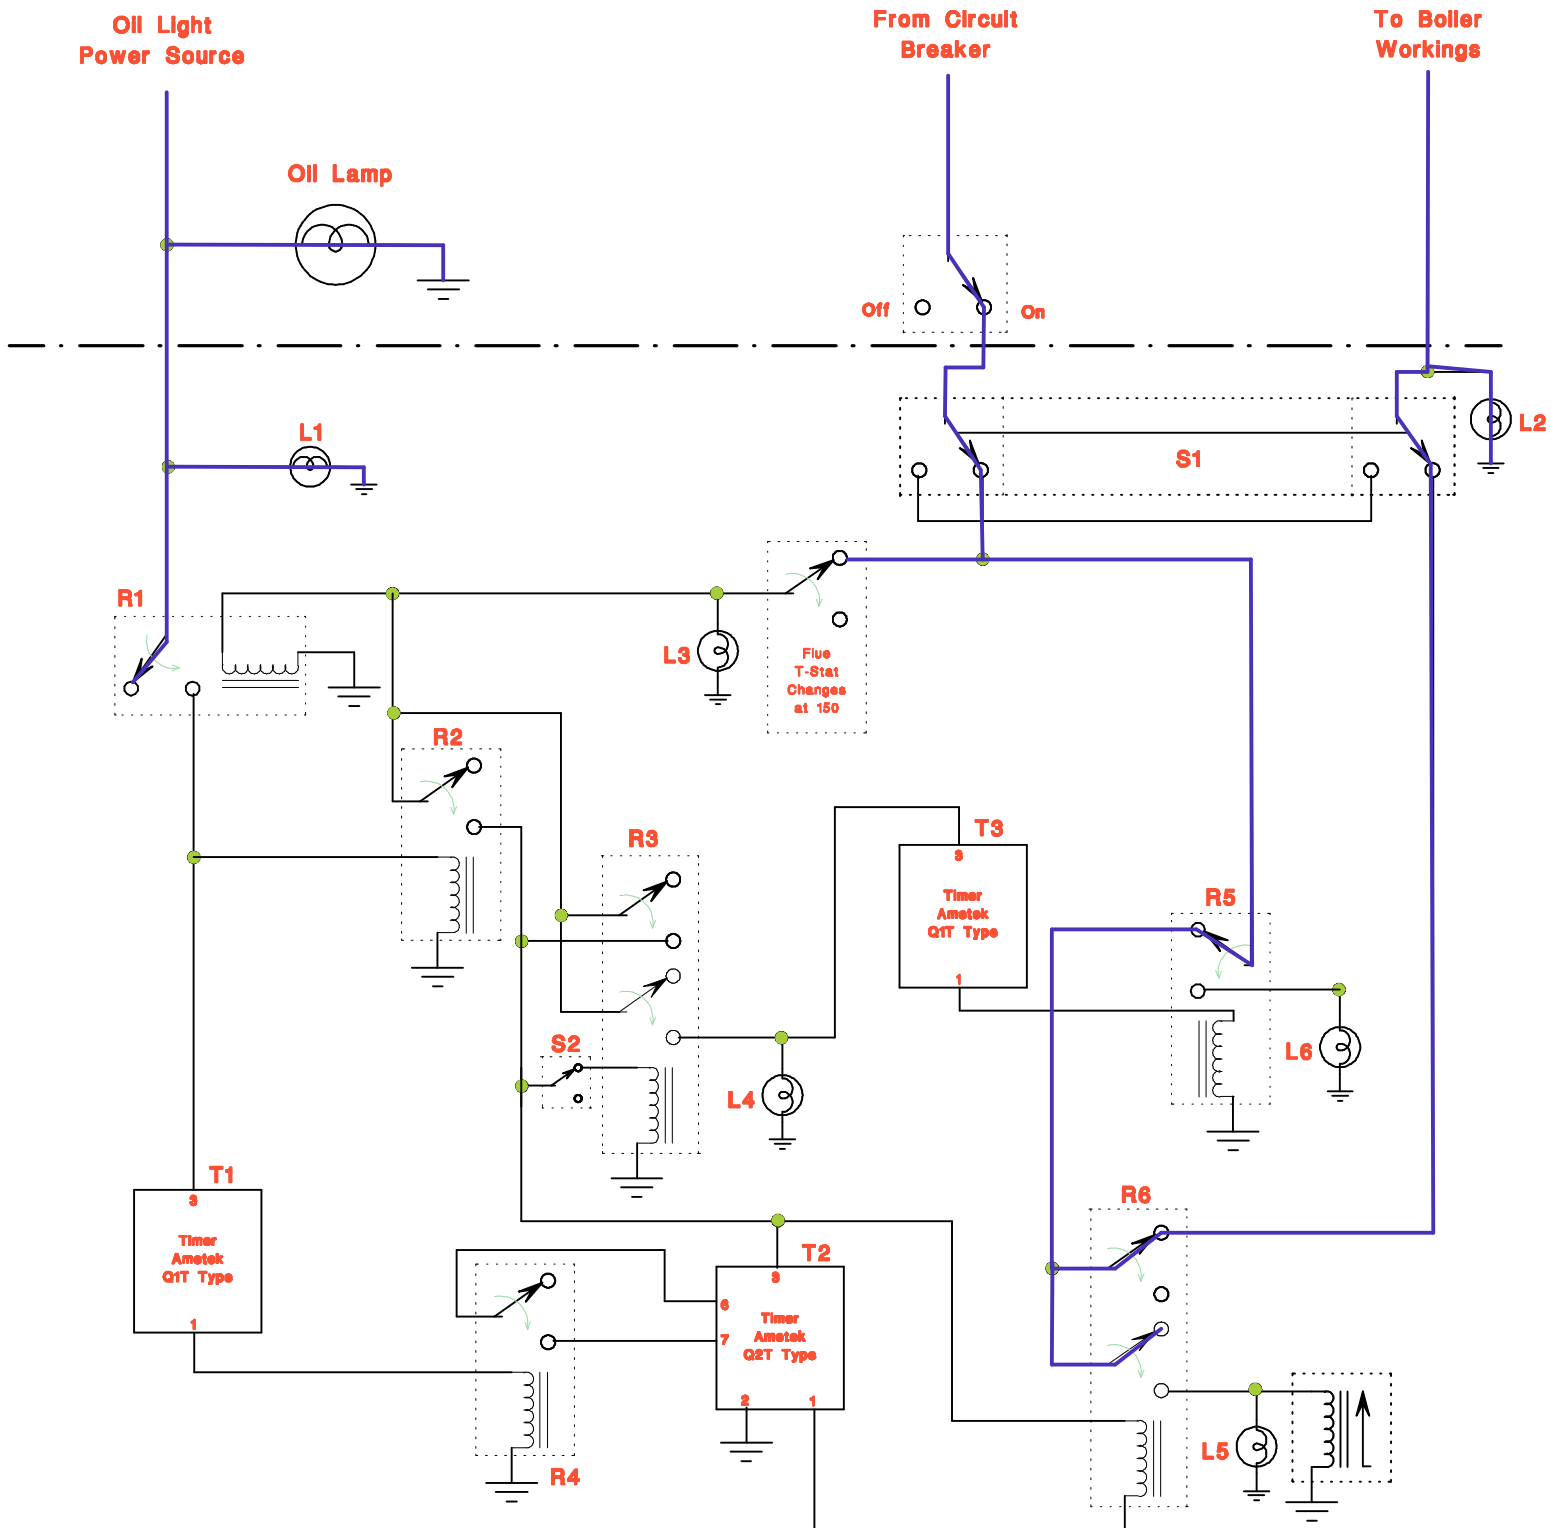 Oil Light
Power Source
From Circuit
Breaker
To Boiler
Workings
Oil Lamp
Off
On
L1
S1
L2
R1
L3
Flue
T-Stat
Changes
at 150
R2
R3
T3
3
Timer
Ametek
Q1T Type
1
R5
S2
L4
L6
T1
3
Timer
Ametek
Q1T Type
1
R6
T2
3
6
7
Timer
Ametek
Q2T Type
2
1
R4
L5